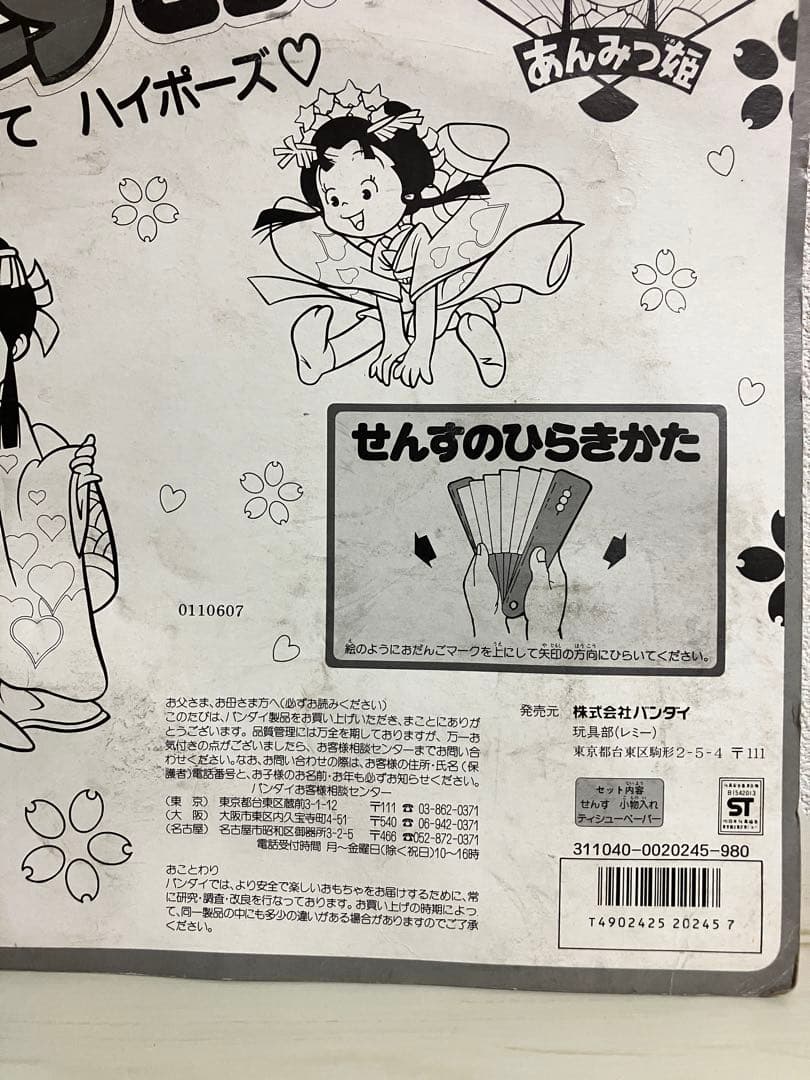 あんみつ姫
て ハイポーズ♡
せんすのひらきかた
絵のようにおだんごマークを上にして矢印の方向にひらいてください。
0110607
お父さま、お母さま方へ(必ずお読みください)
このたびは、バンダイ製品をお買い上げいただき、まことにありが
とうございます。品質管理には万全を期しておりますが、万一お
気付きの点がございましたら、お客様相談センターまでお問い合
わせください。なお、お問い合わせの際は、お客様の住所・氏名(保
護者)電話番号と、お子様のお名前・お年も必ずお知らせください。
バンダイお客様相談センター
(東 京) 東京都台東区蔵前3-1-12 〒111 ☎ 03-862-0371
(大 阪) 大阪市東区内久宝寺町4-51 〒540 ☎ 06-942-0371
(名古屋) 名古屋市昭和区御器所3-2-5 〒466 ☎052-872-0371
電話受付時間 月~金曜日(除く祝日)10~16時
おことわり
バンダイでは、より安全で楽しいおもちゃをお届けするために、常
に研究・調査・改良を行なっております。お買い上げの時期によっ
て、同一製品の中にも多少の違いがある場合がありますのでご了承
ください。
発売元 株式会社バンダイ
玩具部(レミー)
東京都台東区駒形2-5-4 〒111
セット内容
せんす 小物入れ
ティシューペーパー
B1542013
ST
311040-0020245-980
T4902425 20245 7